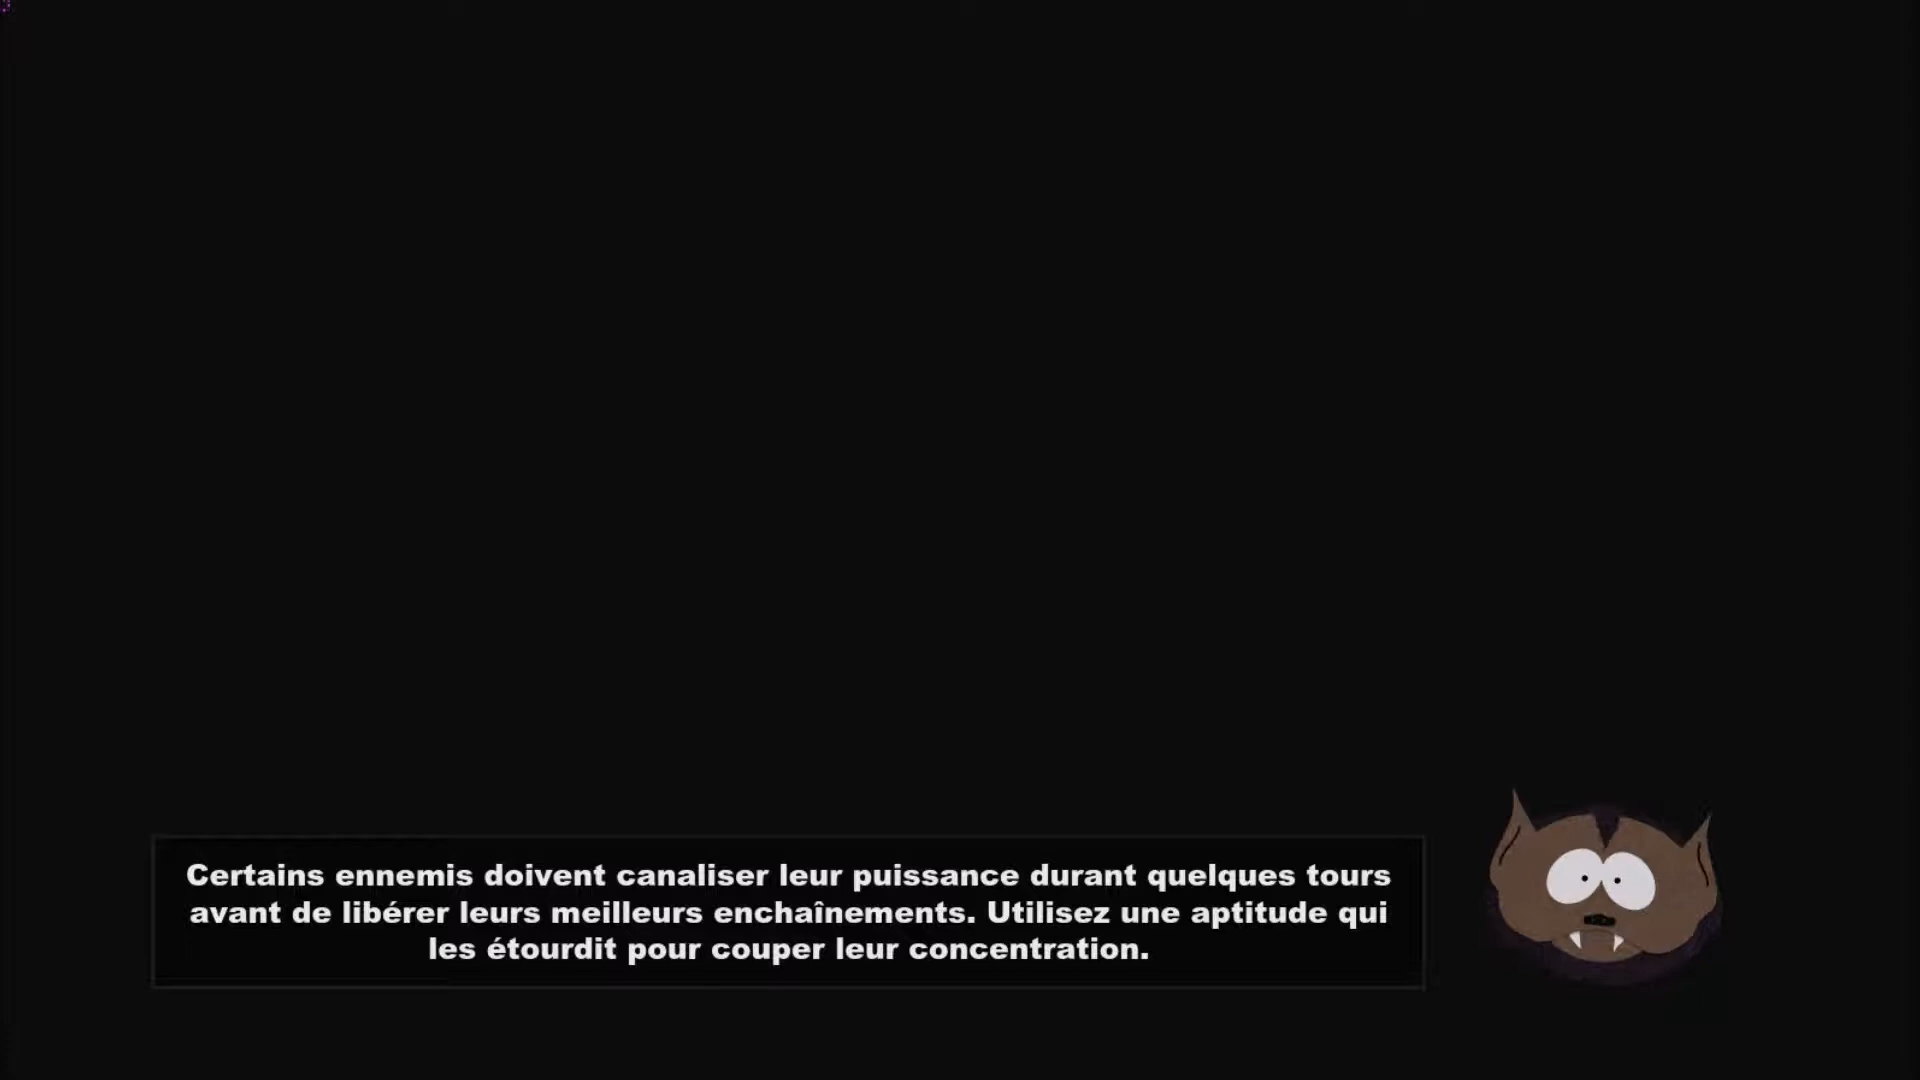 Certains ennemis doivent canaliser leur puissance durant quelques tours
avant de libérer leurs meilleurs enchaînements. Utilisez une aptitude qui
les étourdit pour couper leur concentration.